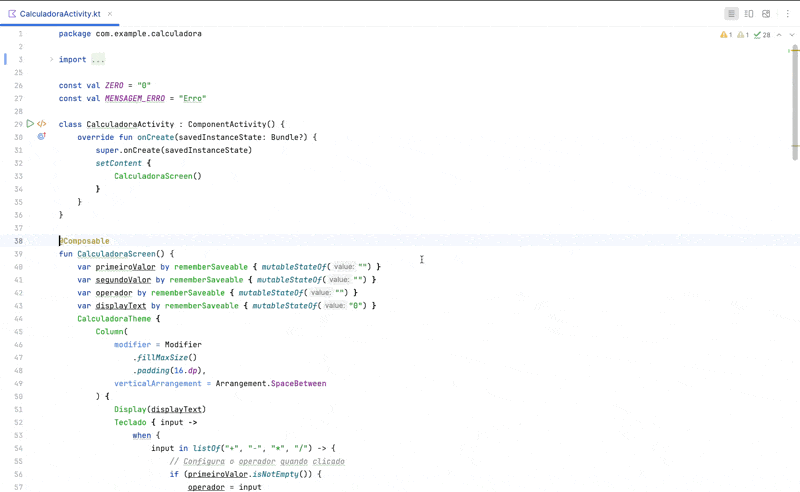 CalculadoraActivity.kt
1 package com.example.calculadora
2
3 import ...
25
26 const val ZERO = "0"
27 const val MENSAGEM_ERRO = "Erro"
28
29 class CalculadoraActivity : ComponentActivity() {
30 override fun onCreate(savedInstanceState: Bundle?) {
31 super.onCreate(savedInstanceState)
32 setContent {
33 CalculadoraScreen()
34 }
35 }
36 }
37
38 @Composable
39 fun CalculadoraScreen() {
40 var primeiroValor by rememberSaveable { mutableStateOf( value: "") }
41 var segundoValor by rememberSaveable { mutableStateOf( value: "") }
42 var operador by rememberSaveable { mutableStateOf( value: "") }
43 var displayText by rememberSaveable { mutableStateOf( value: "0") }
44 CalculadoraTheme {
45 Column(
46 modifier = Modifier
47 .fillMaxSize()
48 .padding(16.dp),
49 verticalArrangement = Arrangement.SpaceBetween
50 ) {
51 Display(displayText)
52 Teclado { input ->
53 when {
54 input in listOf("+", "-", "*", "/") -> {
55 // Configura o operador quando clicado
56 if (primeiroValor.isNotEmpty()) {
57 operador = input
1 1 28